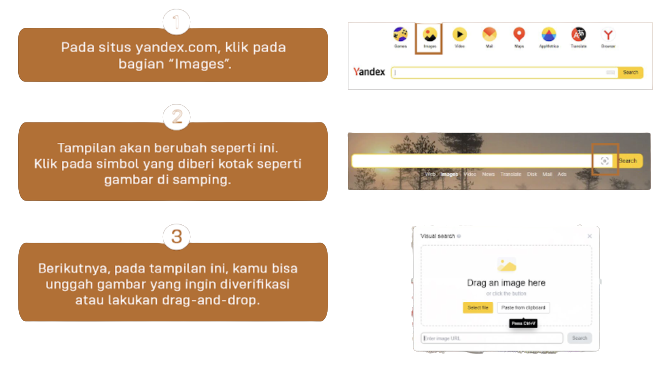 1
Pada situs yandex.com, klik pada
bagian “Images”.
Games Images Video Mail Maps AppMetrica Translate Browser
Yandex Search
2
Tampilan akan berubah seperti ini.
Klik pada simbol yang diberi kotak seperti
gambar di samping.
Search
Web Images Video News Translate Disk Mail Ads
3
Berikutnya, pada tampilan ini, kamu bisa
unggah gambar yang ingin diverifikasi
atau lakukan drag-and-drop.
Visual search
Drag an image here
or click the button
Select file Paste from clipboard
Press Ctrl+V
Enter image URL Search